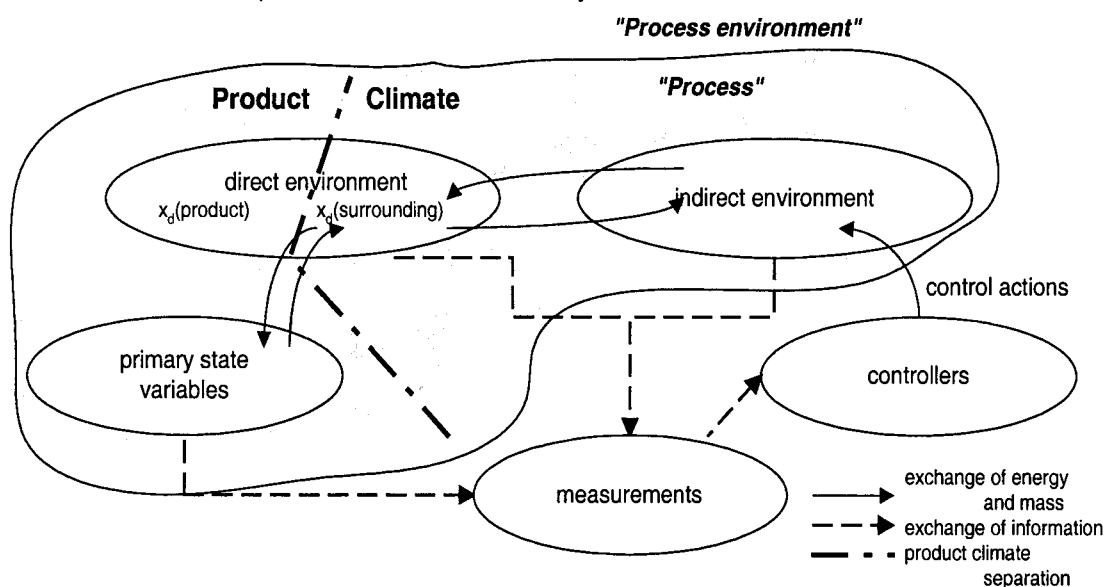 "Process environment"
"Process"
Product Climate
direct environment
x_d(product) x_d(surrounding)
indirect environment
control actions
primary state
variables
controllers
measurements
exchange of energy
and mass
exchange of information
product climate
separation